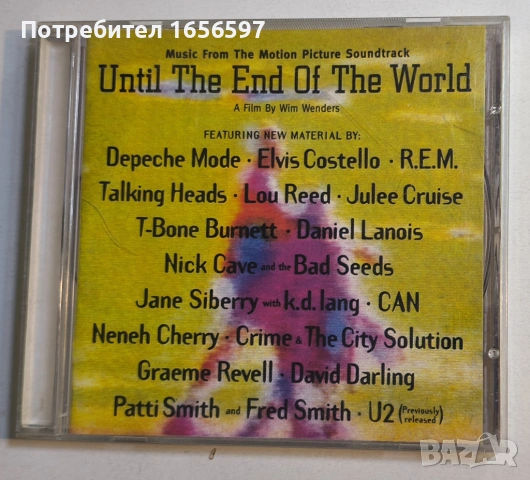 Потребител 1656597
Music From The Motion Picture Soundtrack
Until The End Of The World
A Film By Wim Wenders
FEATURING NEW MATERIAL BY:
Depeche Mode · Elvis Costello · R.E.M.
Talking Heads · Lou Reed · Julee Cruise
T-Bone Burnett · Daniel Lanois
Nick Cave and the Bad Seeds
Jane Siberry with k.d. lang · CAN
Neneh Cherry · Crime & The City Solution
Graeme Revell · David Darling
Patti Smith and Fred Smith · U2 (Previously released)
BAZAR
bg